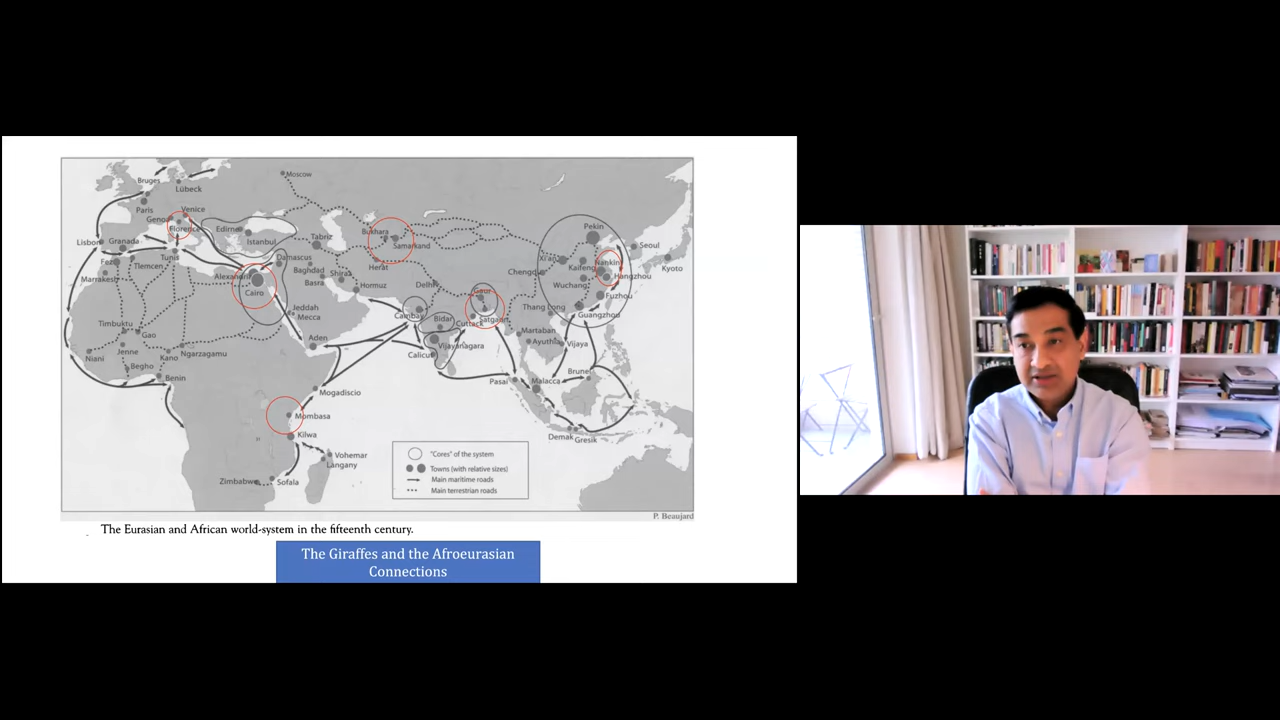 Moscow
Bruges
Lübeck
Paris
Venice
Genoa
Florence
Lisbon
Granada
Edirne
Istanbul
Tabriz
Bukhara
Samarkand
Pekin
Seoul
Kyoto
Fez
Tlemcen
Tunis
Marrakesh
Alexandria
Cairo
Damascus
Baghdad
Basra
Shiraz
Herat
Hormuz
Delhi
Xi'an
Kaifeng
Nankin
Hangzhou
Chengdu
Wuchang
Fuzhou
Jeddah
Mecca
Cambay
Bidar
Gaur
Satgaon
Cuttack
Thang Long
Guangzhou
Timbuktu
Gao
Niani
Jenne
Kano
Ngarzagamu
Begho
Benin
Aden
Vijayanagara
Calicut
Martaban
Ayuthia
Vijaya
Pasai
Malacca
Brunei
Mogadiscio
Mombasa
Kilwa
Vohemar
Langany
Demak
Gresik
Zimbabwe
Sofala
"Cores" of the system
Towns (with relative sizes)
Main maritime roads
Main terrestrial roads
P. Beaujard
The Eurasian and African world-system in the fifteenth century.
The Giraffes and the Afroeurasian
Connections